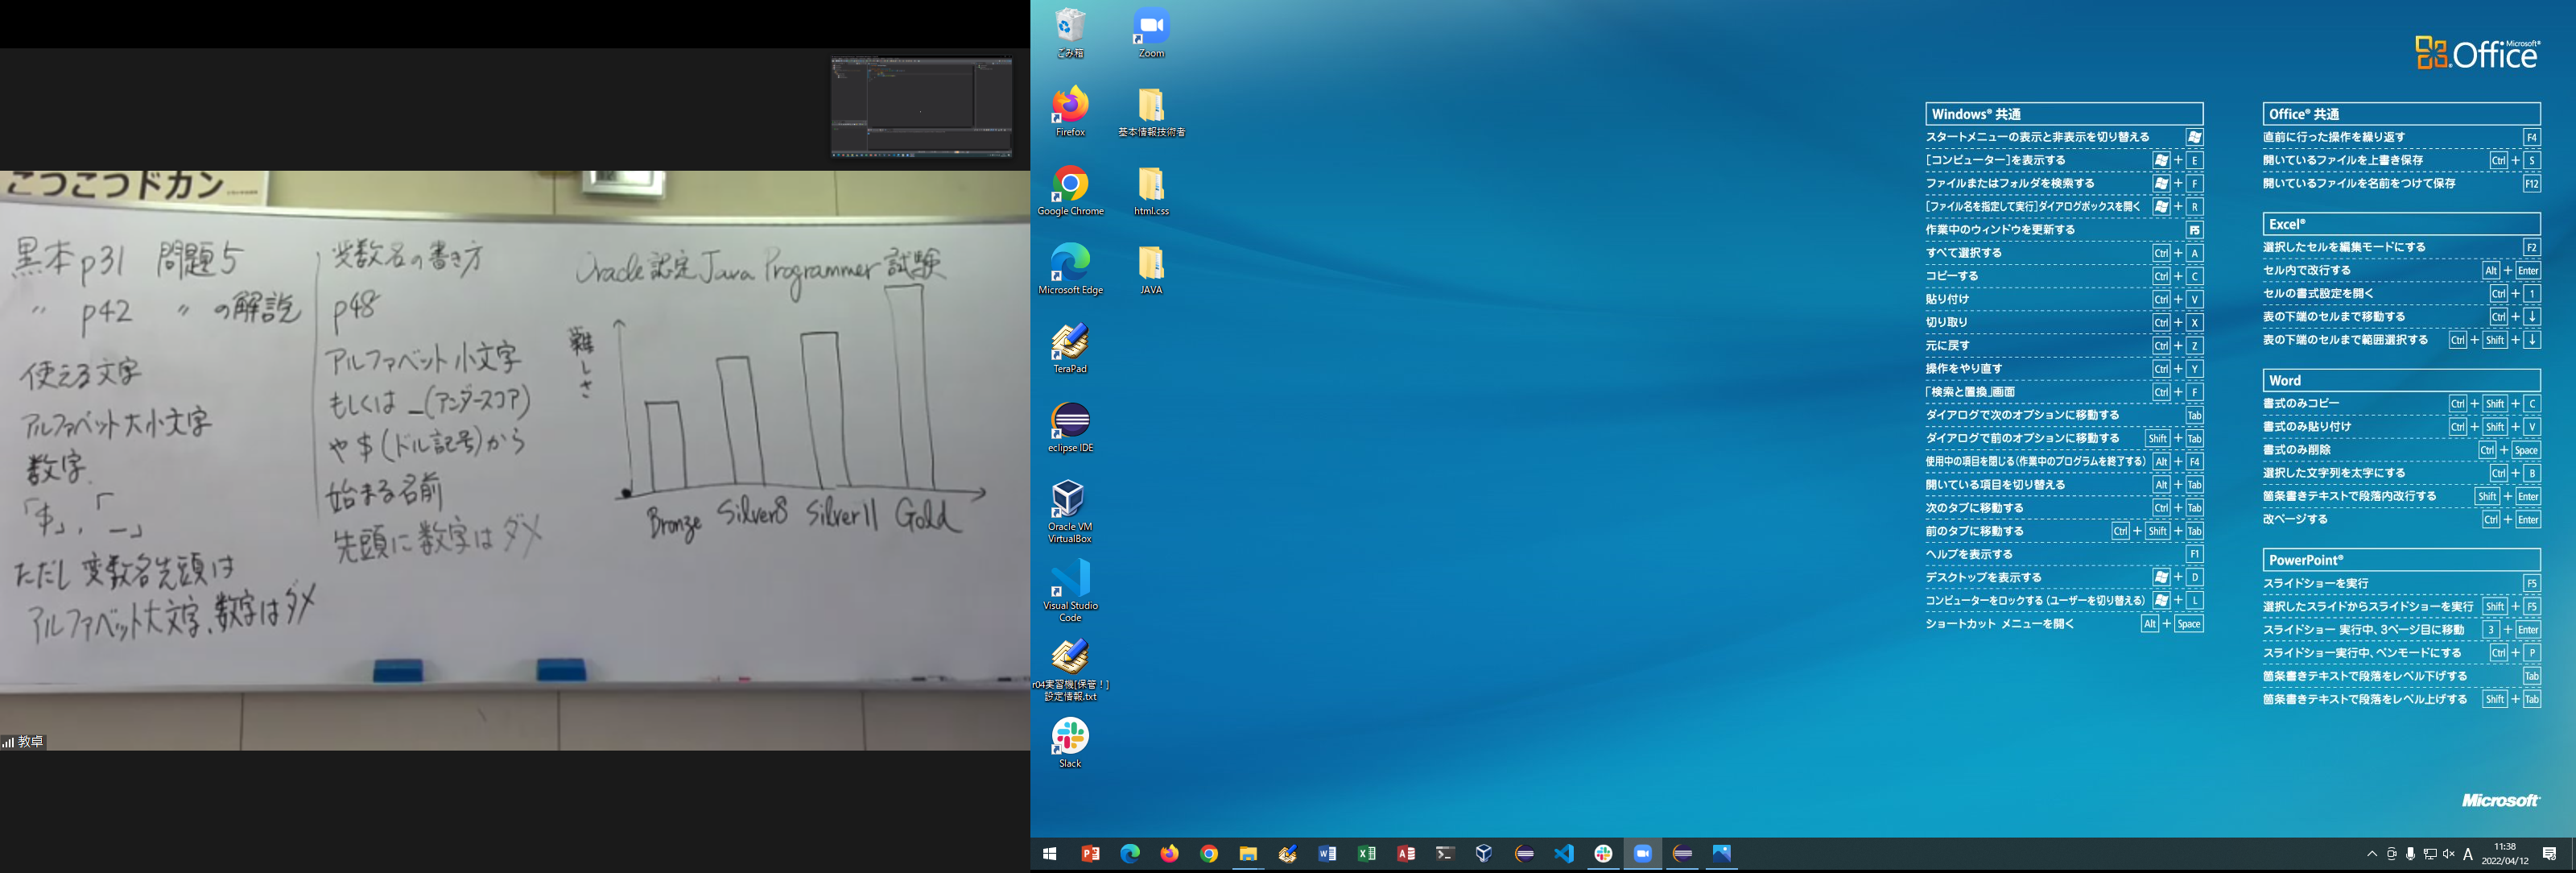 こつこつドカン
黒本p31 問題5
〃 p42 〃 の解説
使える文字
アルファベット大小文字
数字
「$」,「_」
ただし変数名先頭は
アルファベット大文字、数字はダメ
変数名の書き方
p48
アルファベット小文字
もしくは_(アンダースコア)
や$(ドル記号)から
始まる名前
先頭に数字はダメ
Oracle認定Java Programmer試験
難しさ
Bronze Silver8 Silver11 Gold
教卓
ごみ箱
Zoom
Firefox
基本情報技術者
Google Chrome
html.css
Microsoft Edge
JAVA
TeraPad
eclipse IDE
Oracle VM
VirtualBox
Visual Studio
Code
r04実習機[保管！]
設定情報.txt
Slack
Microsoft®
Office
Windows® 共通
スタートメニューの表示と非表示を切り替える
［コンピューター］を表示する + E
ファイルまたはフォルダを検索する + F
［ファイル名を指定して実行］ダイアログボックスを開く + R
作業中のウィンドウを更新する F5
すべて選択する Ctrl + A
コピーする Ctrl + C
貼り付け Ctrl + V
切り取り Ctrl + X
元に戻す Ctrl + Z
操作をやり直す Ctrl + Y
「検索と置換」画面 Ctrl + F
ダイアログで次のオプションに移動する Tab
ダイアログで前のオプションに移動する Shift + Tab
使用中の項目を閉じる（作業中のプログラムを終了する） Alt + F4
開いている項目を切り替える Alt + Tab
次のタブに移動する Ctrl + Tab
前のタブに移動する Ctrl + Shift + Tab
ヘルプを表示する F1
デスクトップを表示する + D
コンピューターをロックする（ユーザーを切り替える） + L
ショートカット メニューを開く Alt + Space
Office® 共通
直前に行った操作を繰り返す F4
開いているファイルを上書き保存 Ctrl + S
開いているファイルを名前をつけて保存 F12
Excel®
選択したセルを編集モードにする F2
セル内で改行する Alt + Enter
セルの書式設定を開く Ctrl + 1
表の下端のセルまで移動する Ctrl + ↓
表の下端のセルまで範囲選択する Ctrl + Shift + ↓
Word
書式のみコピー Ctrl + Shift + C
書式のみ貼り付け Ctrl + Shift + V
書式のみ削除 Ctrl + Space
選択した文字列を太字にする Ctrl + B
箇条書きテキストで段落内改行する Shift + Enter
改ページする Ctrl + Enter
PowerPoint®
スライドショーを実行 F5
選択したスライドからスライドショーを実行 Shift + F5
スライドショー 実行中、3ページ目に移動 3 + Enter
スライドショー実行中、ペンモードにする Ctrl + P
箇条書きテキストで段落をレベル下げする Tab
箇条書きテキストで段落をレベル上げする Shift + Tab
Microsoft
A
11:38
2022/04/12